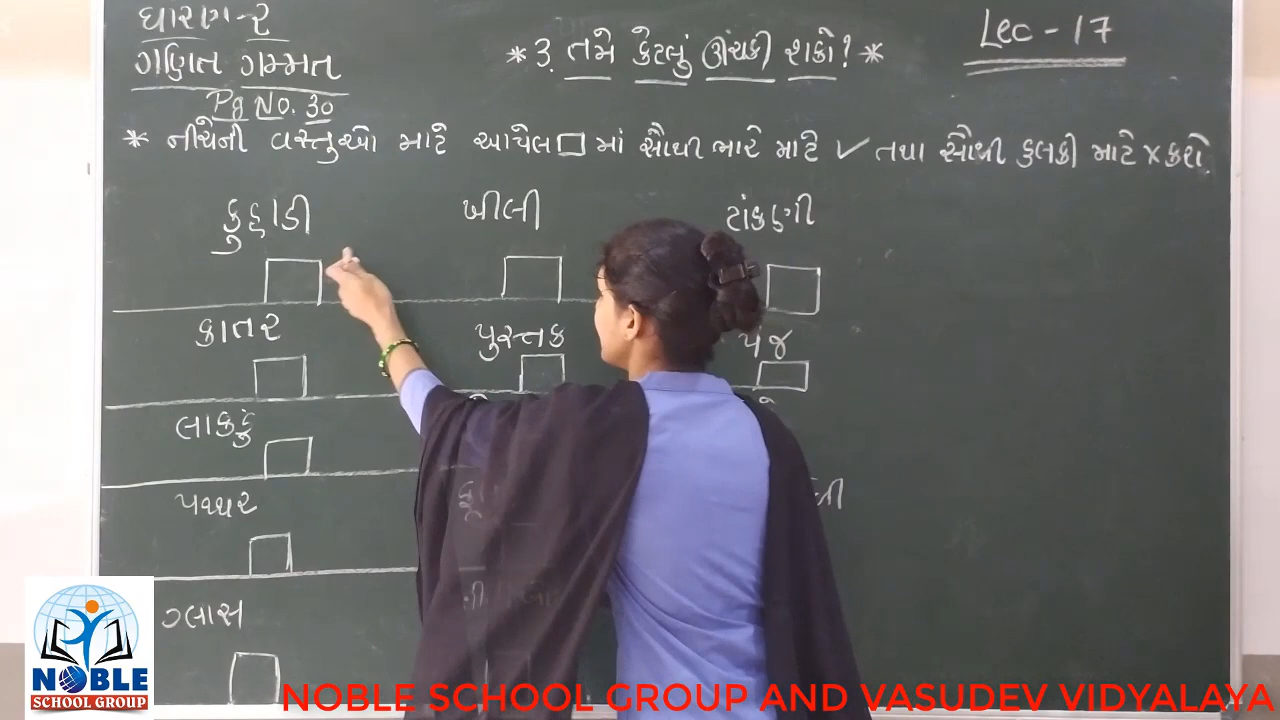 ધોરણ-૨
ગણિત ગમ્મત
Pg No. 30
*૩. તમે કેટલું ઊંચકી શકો? *
Lec - 17
* નીચેની વસ્તુઓ માટે આપેલ □ માં સૌથી ભારે માટે ✓ તથા સૌથી હલકી માટે × કરો.
કુહાડી ખીલી ટાંકણી
કાતર પુસ્તક પંજ
લાકડું
પથ્થર
ગ્લાસ
NOBLE
SCHOOL GROUP
NOBLE SCHOOL GROUP AND VASUDEV VIDYALAYA